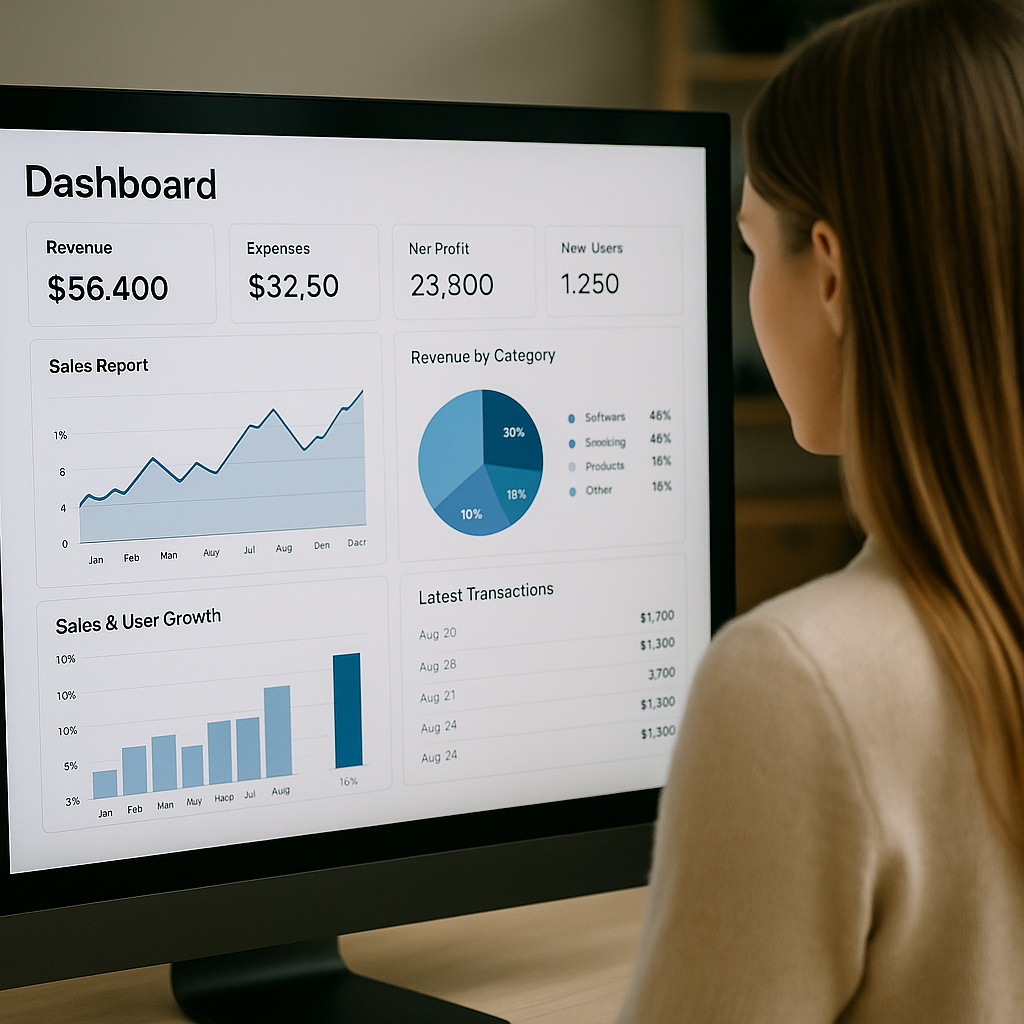 Dashboard
Revenue
$56.400
Expenses
$32,50
Ner Profit
23,800
New Users
1.250
Sales Report
1%
6
4
0
Jan Feb Man Aiuy Jul Aug Den Dacr
Revenue by Category
30%
18%
10%
Softwars 46%
46%
Products 16%
Other 16%
Sales & User Growth
10%
10%
10%
5%
3%
Jan Feb Man Muy Hacp Jul Auig
16%
Latest Transactions
Aug 20 $1,700
Aug 28 $1,300
Aug 21 3,700
Aug 24 $1,300
Aug 24 $1,300